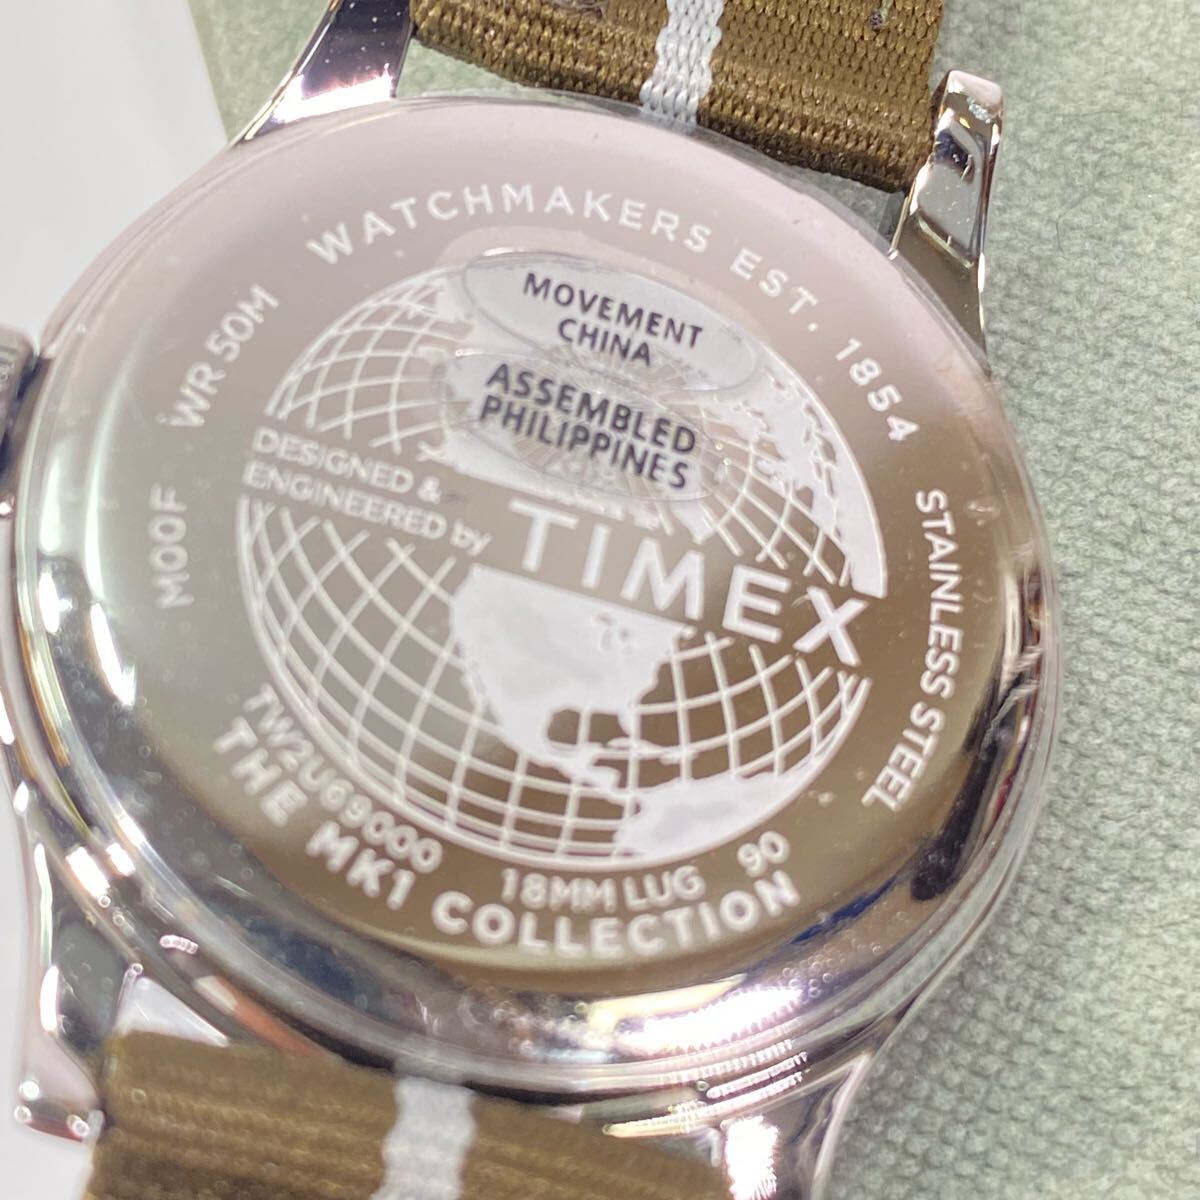 WATCHMAKERS EST. 1854
MOOF WR 50M
MOVEMENT
CHINA
ASSEMBLED
PHILIPPINES
DESIGNED &
ENGINEERED by
TIMEX
STAINLESS STEEL
TW2U69000
18MM LUG 90
THE MK1 COLLECTION